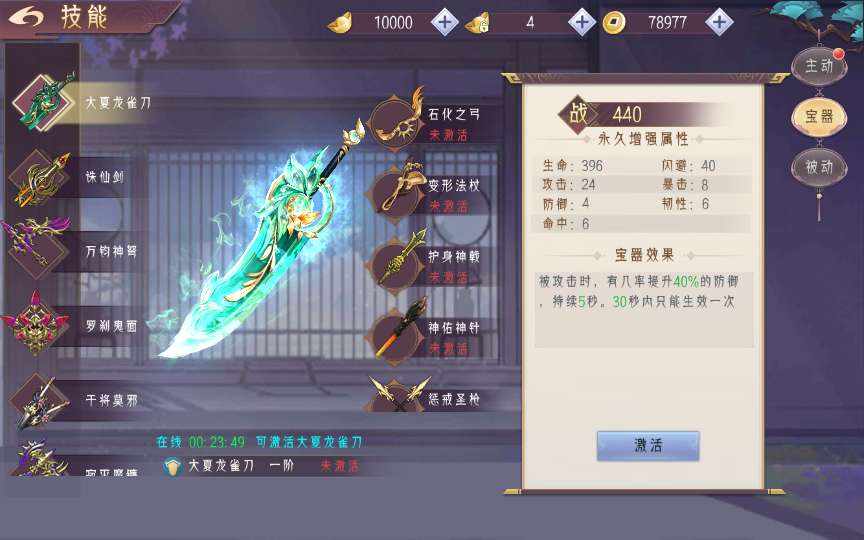 技能
10000
4
78977
大夏龙雀刀
诛仙剑
万钧神弩
罗刹鬼面
干将莫邪
石化之弓
未激活
变形法杖
未激活
护身神戟
未激活
神佑神针
未激活
惩戒圣枪
在线 00:23:49 可激活大夏龙雀刀
大夏龙雀刀 一阶 未激活
战 440
永久增强属性
生命: 396 闪避: 40
攻击: 24 暴击: 8
防御: 4 韧性: 6
命中: 6
宝器效果
被攻击时，有几率提升40%的防御
，持续5秒。30秒内只能生效一次
激活
主动
宝器
被动